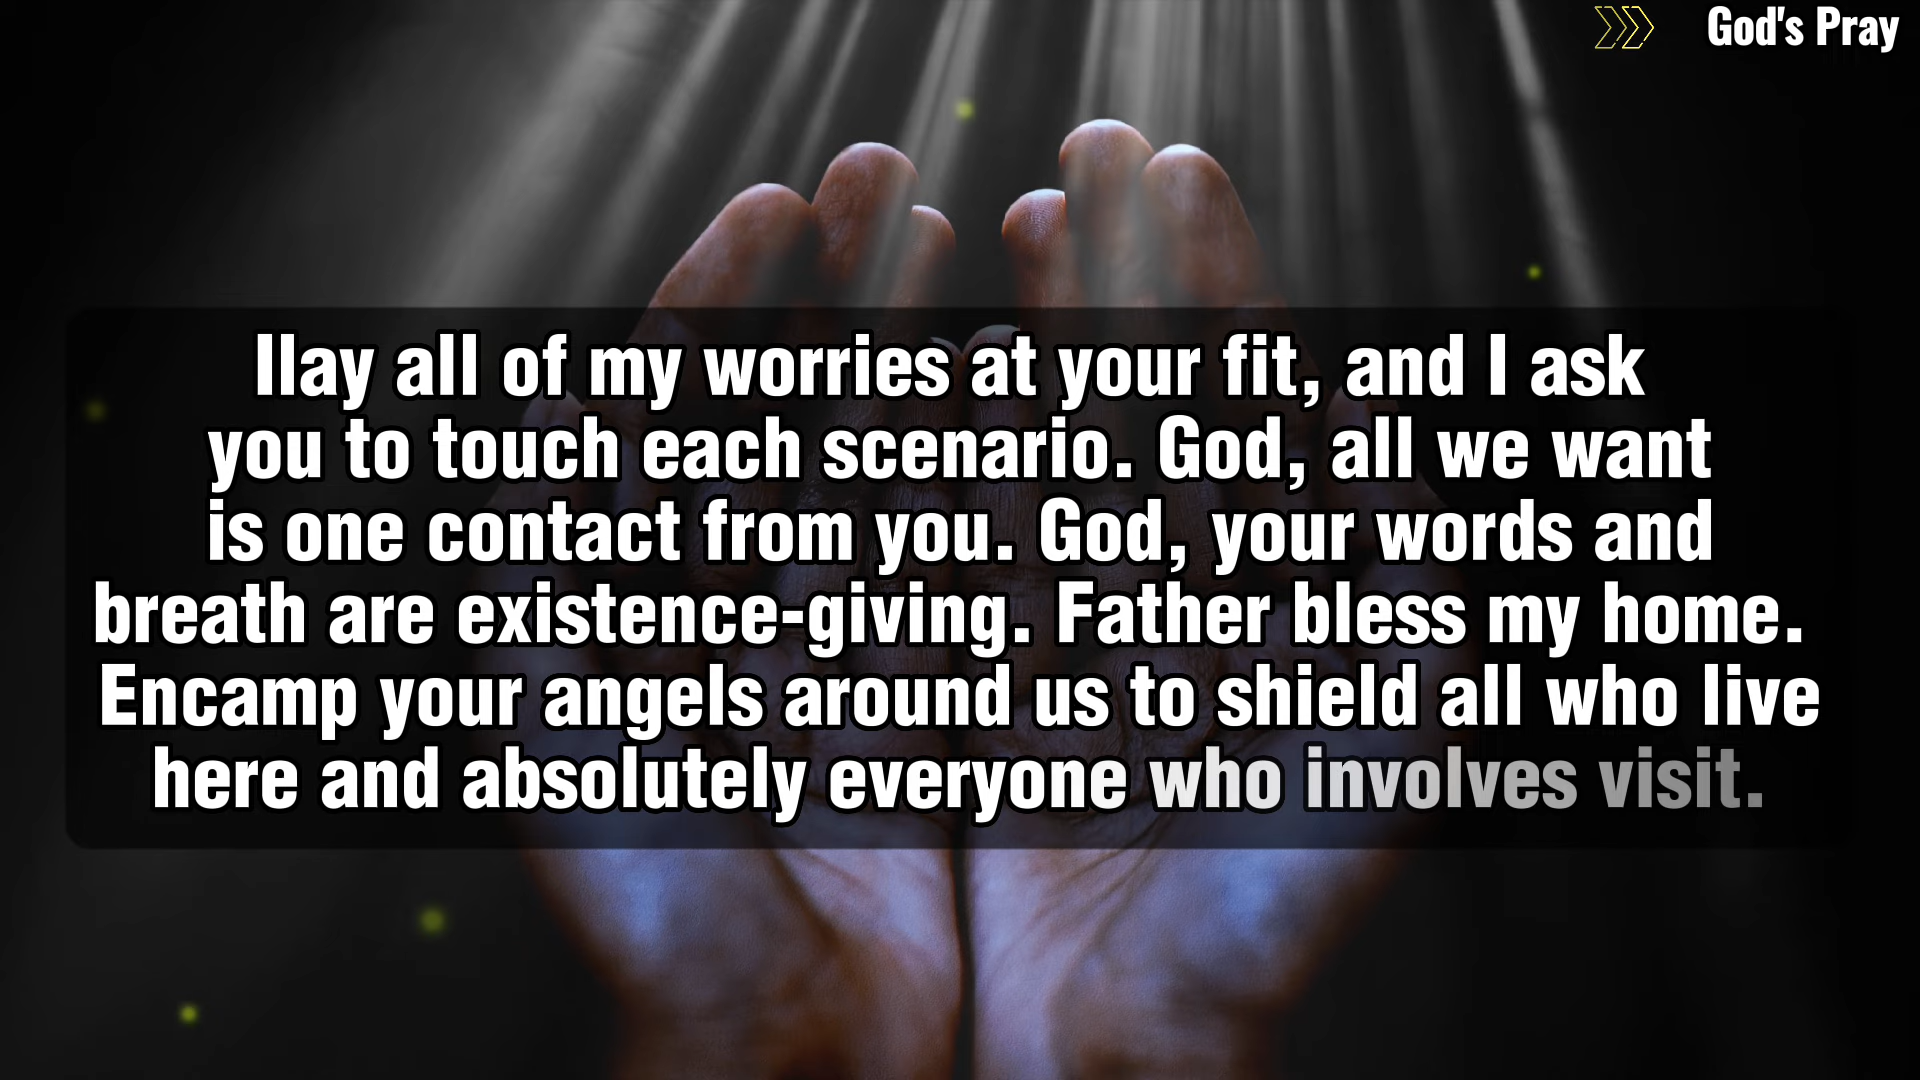 God's Pray
Ilay all of my worries at your fit, and I ask
you to touch each scenario. God, all we want
is one contact from you. God, your words and
breath are existence-giving. Father bless my home.
Encamp your angels around us to shield all who live
here and absolutely everyone who involves visit.